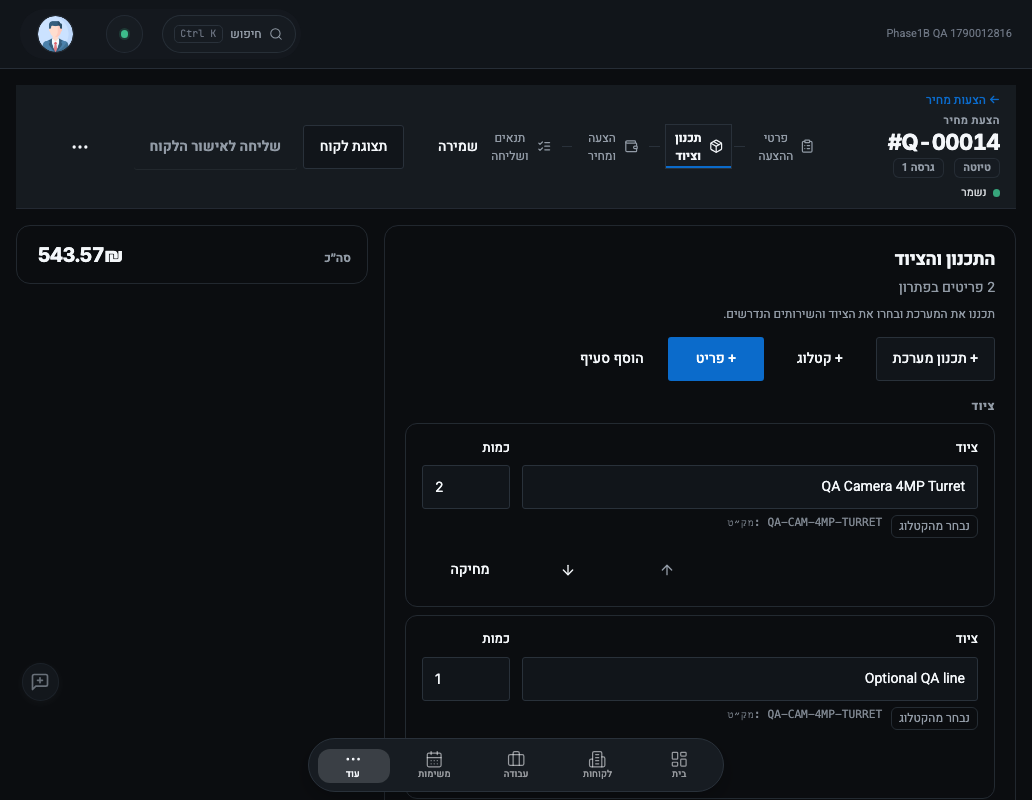 Phase1B QA 1790012816
חיפוש Ctrl K
← הצעות מחיר
הצעת מחיר
#Q-00014
טיוטה גרסה 1
נשמר
פרטי
ההצעה
תכנון
וציוד
הצעה
ומחיר
תנאים
ושליחה
שמירה
תצוגת לקוח
שליחה לאישור הלקוח
התכנון והציוד
2 פריטים בפתרון
תכננו את המערכת ובחרו את הציוד והשירותים הנדרשים.
+ תכנון מערכת
+ קטלוג
+ פריט
הוסף סעיף
ציוד
ציוד
כמות
QA Camera 4MP Turret
2
נבחר מהקטלוג
מק״ט: QA-CAM-4MP-TURRET
מחיקה
ציוד
כמות
Optional QA line
1
נבחר מהקטלוג
מק״ט: QA-CAM-4MP-TURRET
סה״כ
₪543.57
בית
לקוחות
עבודה
משימות
עוד